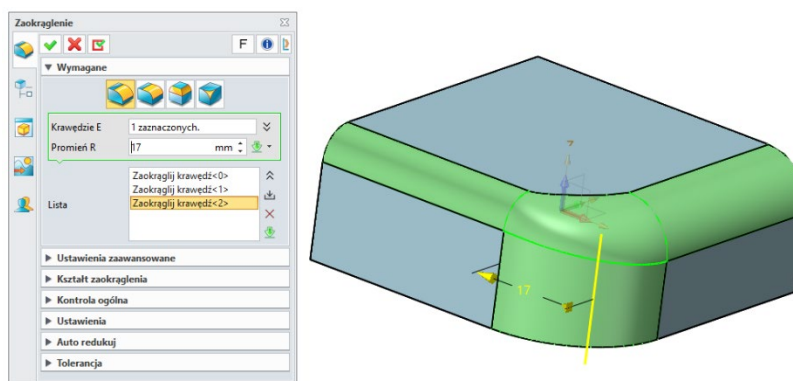 Zaokrąglenie
F
Wymagane
Krawędzie E
1 zaznaczonych.
Promień R
17 mm
Lista
Zaokrąglij krawędź<0>
Zaokrąglij krawędź<1>
Zaokrąglij krawędź<2>
Ustawienia zaawansowane
Kształt zaokrąglenia
Kontrola ogólna
Ustawienia
Auto redukuj
Tolerancja
17